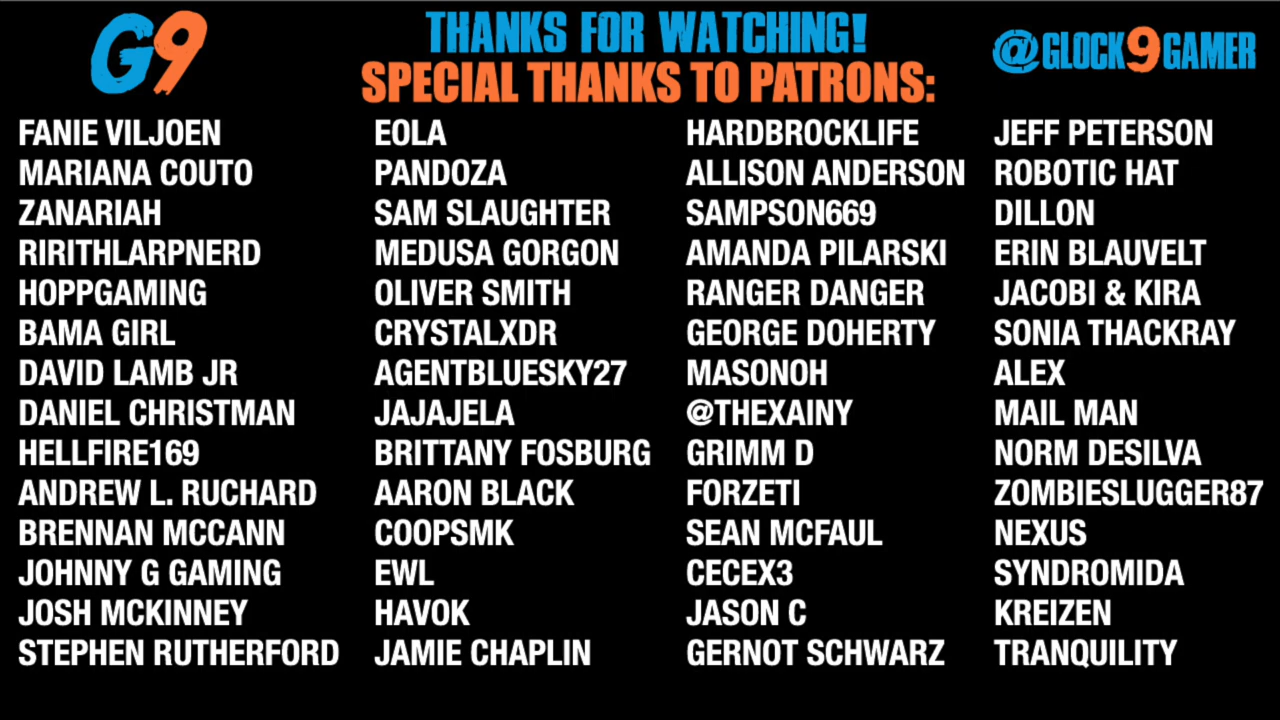 G9
THANKS FOR WATCHING!
SPECIAL THANKS TO PATRONS:
@GLOCK9GAMER
FANIE VILJOEN
MARIANA COUTO
ZANARIAH
RIRITHLARPNERD
HOPPGAMING
BAMA GIRL
DAVID LAMB JR
DANIEL CHRISTMAN
HELLFIRE169
ANDREW L. RUCHARD
BRENNAN MCCANN
JOHNNY G GAMING
JOSH MCKINNEY
STEPHEN RUTHERFORD
EOLA
PANDOZA
SAM SLAUGHTER
MEDUSA GORGON
OLIVER SMITH
CRYSTALXDR
AGENTBLUESKY27
JAJAJELA
BRITTANY FOSBURG
AARON BLACK
COOPSMK
EWL
HAVOK
JAMIE CHAPLIN
HARDBROCKLIFE
ALLISON ANDERSON
SAMPSON669
AMANDA PILARSKI
RANGER DANGER
GEORGE DOHERTY
MASONOH
@THEXAINY
GRIMM D
FORZETI
SEAN MCFAUL
CECEX3
JASON C
GERNOT SCHWARZ
JEFF PETERSON
ROBOTIC HAT
DILLON
ERIN BLAUVELT
JACOBI & KIRA
SONIA THACKRAY
ALEX
MAIL MAN
NORM DESILVA
ZOMBIESLUGGER87
NEXUS
SYNDROMIDA
KREIZEN
TRANQUILITY